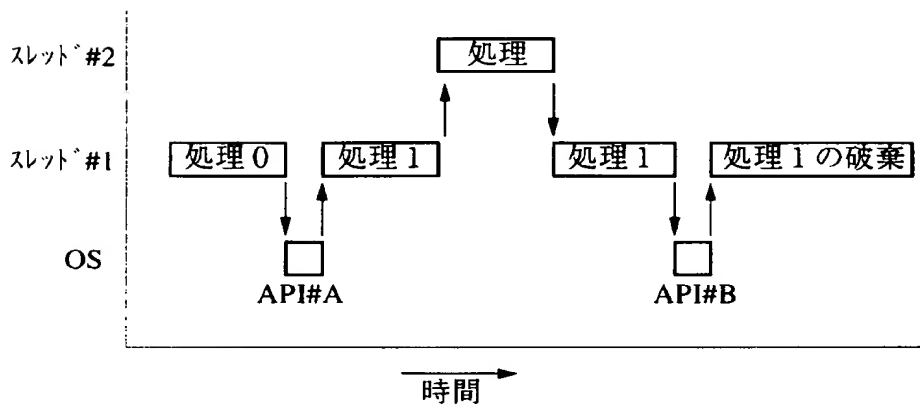 ｽﾚｯﾄﾞ#2
処理
ｽﾚｯﾄﾞ#1
処理0
処理1
処理1
処理1の破棄
OS
API#A
API#B
時間